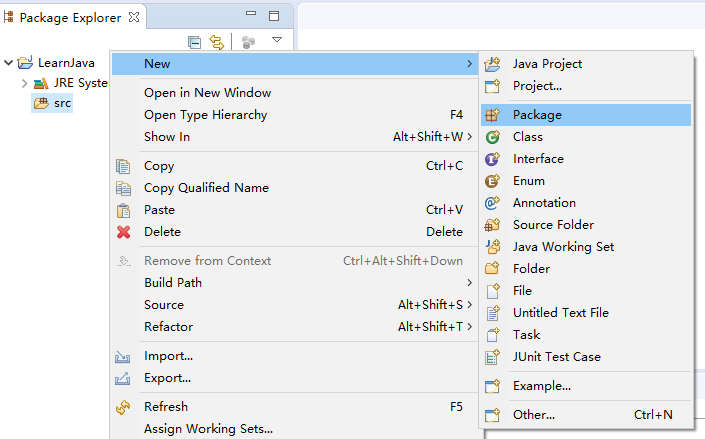 Package Explorer
LearnJava
JRE Syste
src
New
Open in New Window
Open Type Hierarchy F4
Show In Alt+Shift+W
Copy Ctrl+C
Copy Qualified Name
Paste Ctrl+V
Delete Delete
Remove from Context Ctrl+Alt+Shift+Down
Build Path
Source Alt+Shift+S
Refactor Alt+Shift+T
Import...
Export...
Refresh F5
Assign Working Sets...
Java Project
Project...
Package
Class
Interface
Enum
Annotation
Source Folder
Java Working Set
Folder
File
Untitled Text File
Task
JUnit Test Case
Example...
Other... Ctrl+N